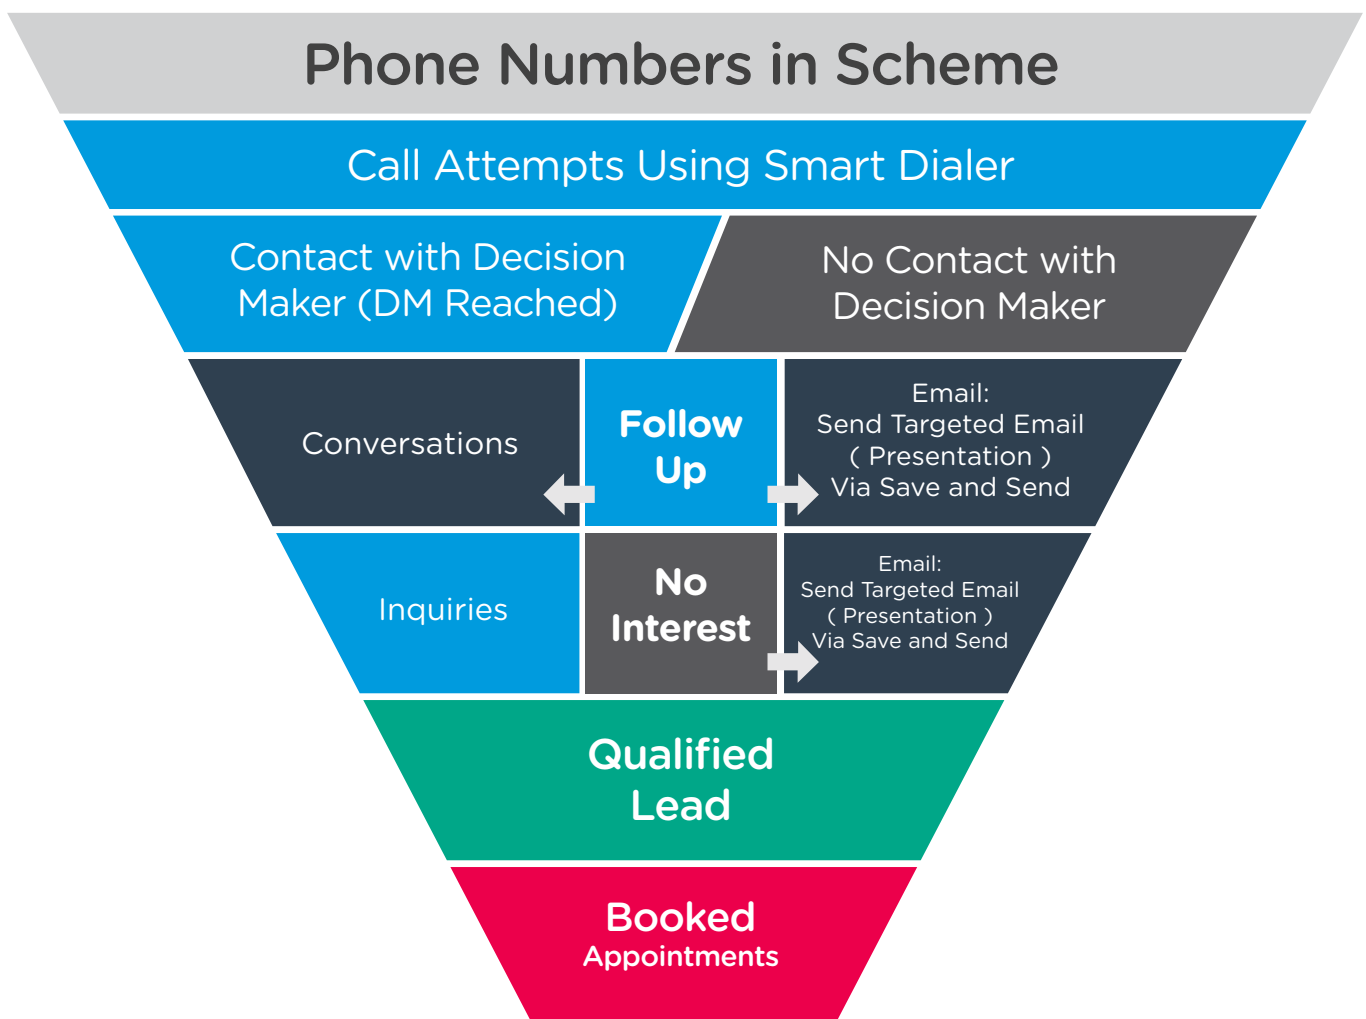 Phone Numbers in Scheme
Call Attempts Using Smart Dialer
Contact with Decision
Maker (DM Reached)
No Contact with
Decision Maker
Conversations
Follow
Up
Email:
Send Targeted Email
( Presentation )
Via Save and Send
Inquiries
No
Interest
Email:
Send Targeted Email
( Presentation )
Via Save and Send
Qualified
Lead
Booked
Appointments